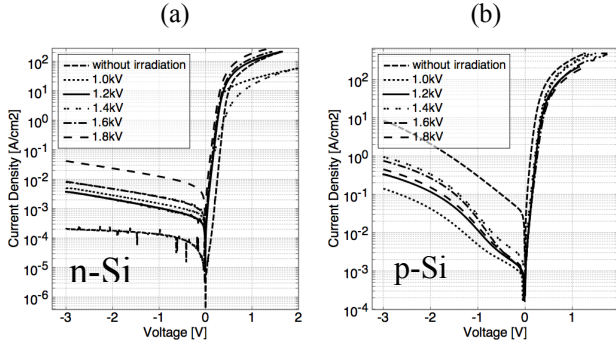 (a)
Current Density [A/cm2]
10^2
10^1
10^0
10^-1
10^-2
10^-3
10^-4
10^-5
10^-6
without irradiation
1.0kV
1.2kV
1.4kV
1.6kV
1.8kV
n-Si
-3 -2 -1 0 1 2
Voltage [V]
(b)
Current Density [A/cm2]
10^2
10^1
10^0
10^-1
10^-2
10^-3
10^-4
without irradiation
1.0kV
1.2kV
1.4kV
1.6kV
1.8kV
p-Si
-3 -2 -1 0 1 2
Voltage [V]